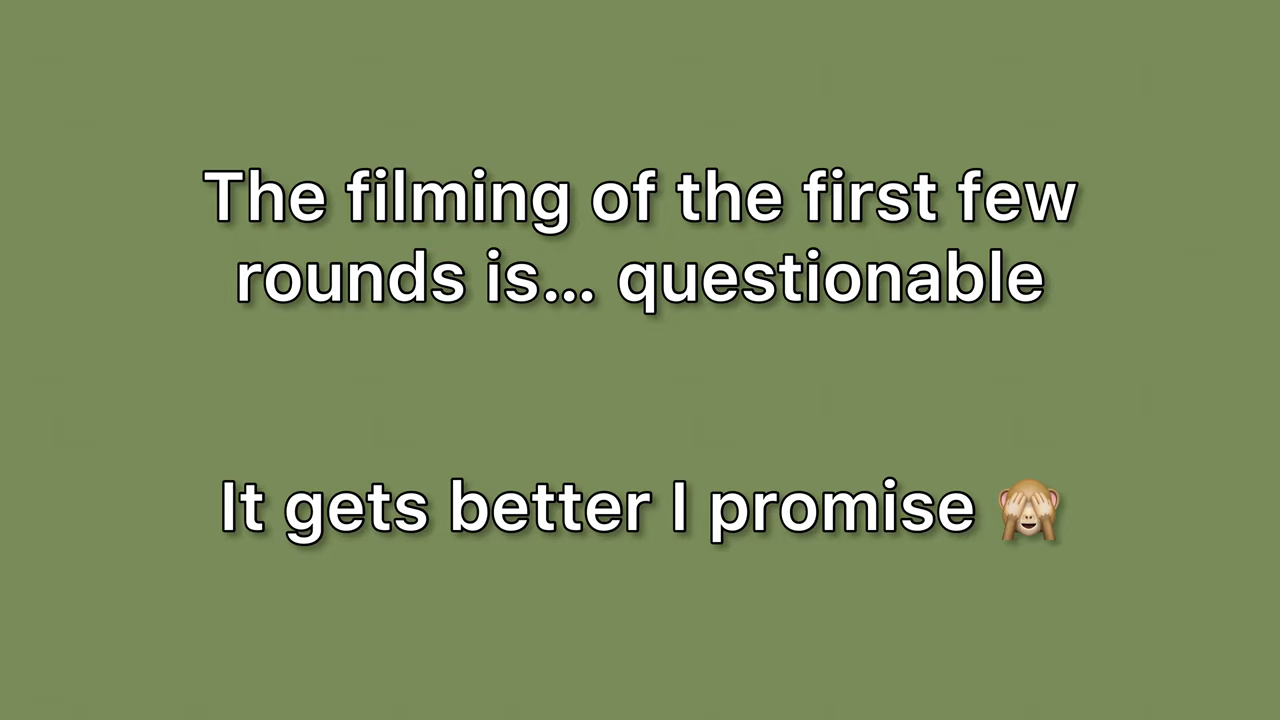 The filming of the first few
rounds is... questionable
It gets better I promise 🙈